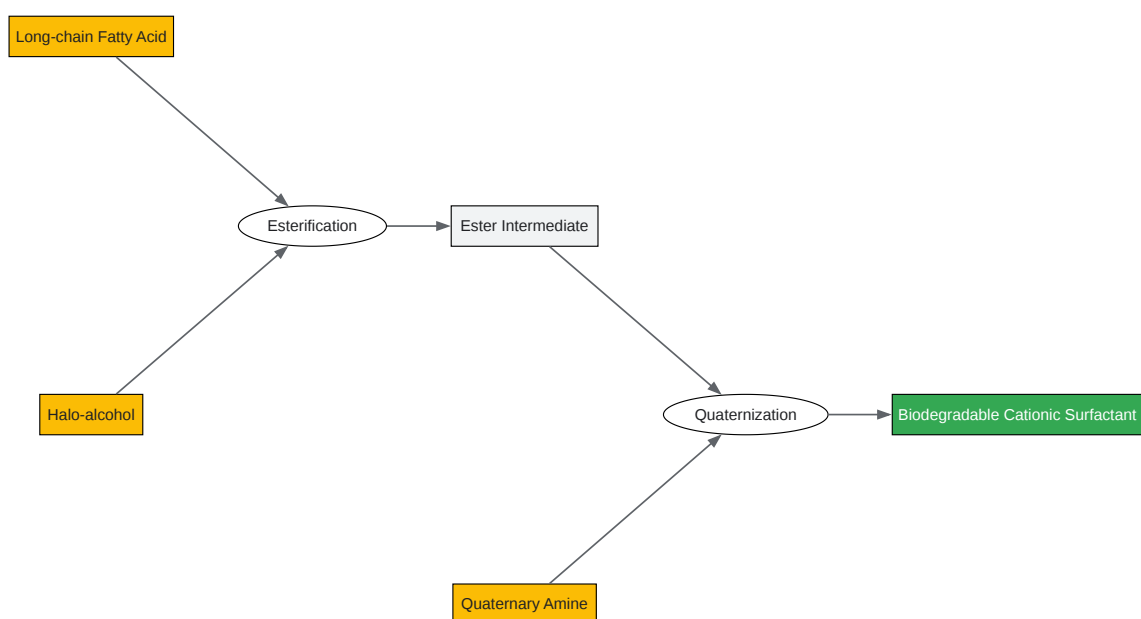 Long-chain Fatty Acid
Esterification
Ester Intermediate
Halo-alcohol
Quaternization
Biodegradable Cationic Surfactant
Quaternary Amine